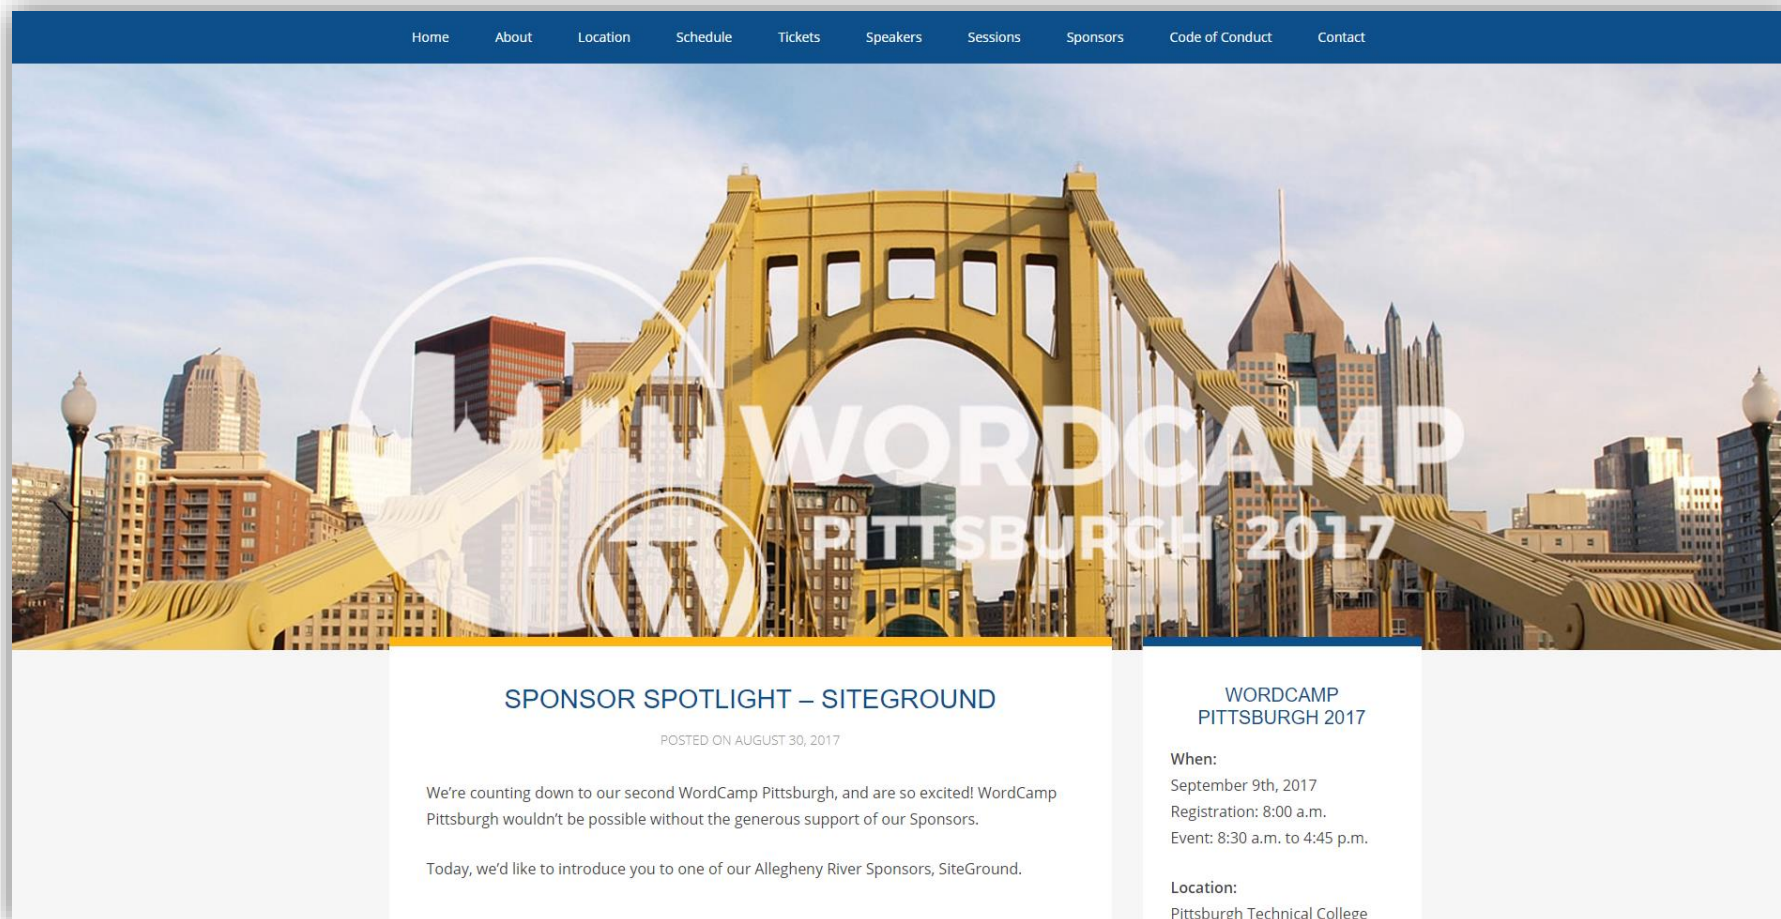 Home About Location Schedule Tickets Speakers Sessions Sponsors Code of Conduct Contact
WORDCAMP
PITTSBURGH 2017
SPONSOR SPOTLIGHT – SITEGROUND
POSTED ON AUGUST 30, 2017
We're counting down to our second WordCamp Pittsburgh, and are so excited! WordCamp
Pittsburgh wouldn't be possible without the generous support of our Sponsors.
Today, we'd like to introduce you to one of our Allegheny River Sponsors, SiteGround.
WORDCAMP
PITTSBURGH 2017
When:
September 9th, 2017
Registration: 8:00 a.m.
Event: 8:30 a.m. to 4:45 p.m.
Location:
Pittsburgh Technical College